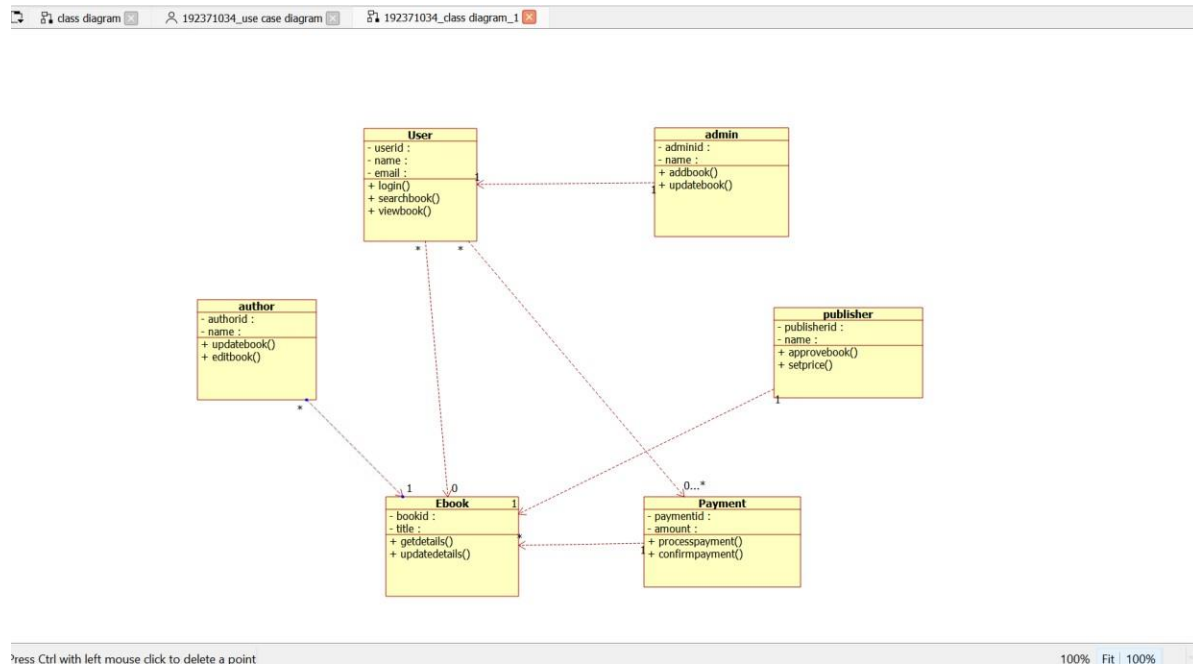 class diagram
192371034_use case diagram
192371034_class diagram_1
User
- userid :
- name :
- email :
+ login()
+ searchbook()
+ viewbook()
1
* *
admin
- adminid :
- name :
+ addbook()
+ updatebook()
1
author
- authorid :
- name :
+ updatebook()
+ editbook()
*
publisher
- publisherid :
- name :
+ approvebook()
+ setprice()
1
1 0
Ebook 1
- bookid :
- title :
+ getdetails()
+ updatedetails()
*
0...*
Payment
- paymentid :
- amount :
+ processpayment()
+ confirmpayment()
1
Press Ctrl with left mouse click to delete a point
100% Fit 100%